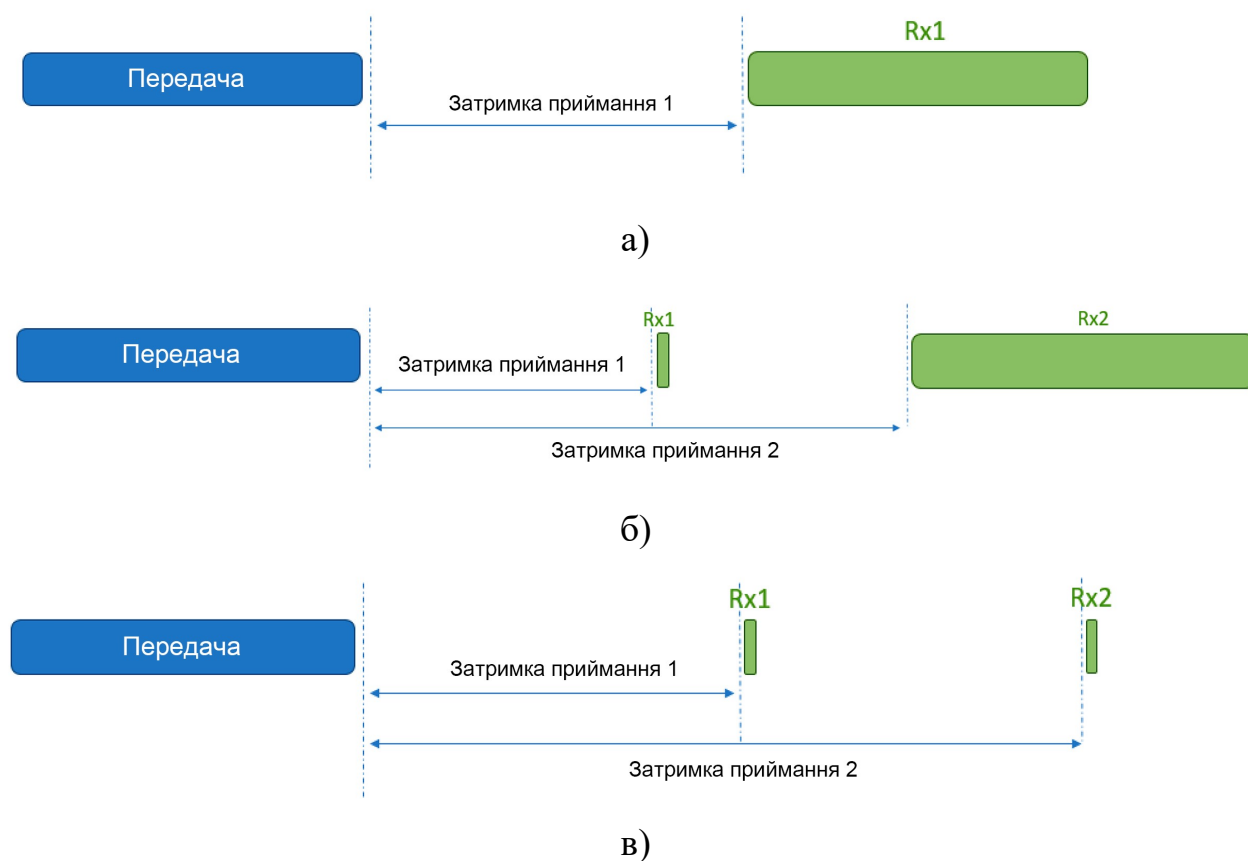 Rx1
Передача
Затримка приймання 1
а)
Rx1
Rx2
Передача
Затримка приймання 1
Затримка приймання 2
б)
Rx1
Rx2
Передача
Затримка приймання 1
Затримка приймання 2
в)